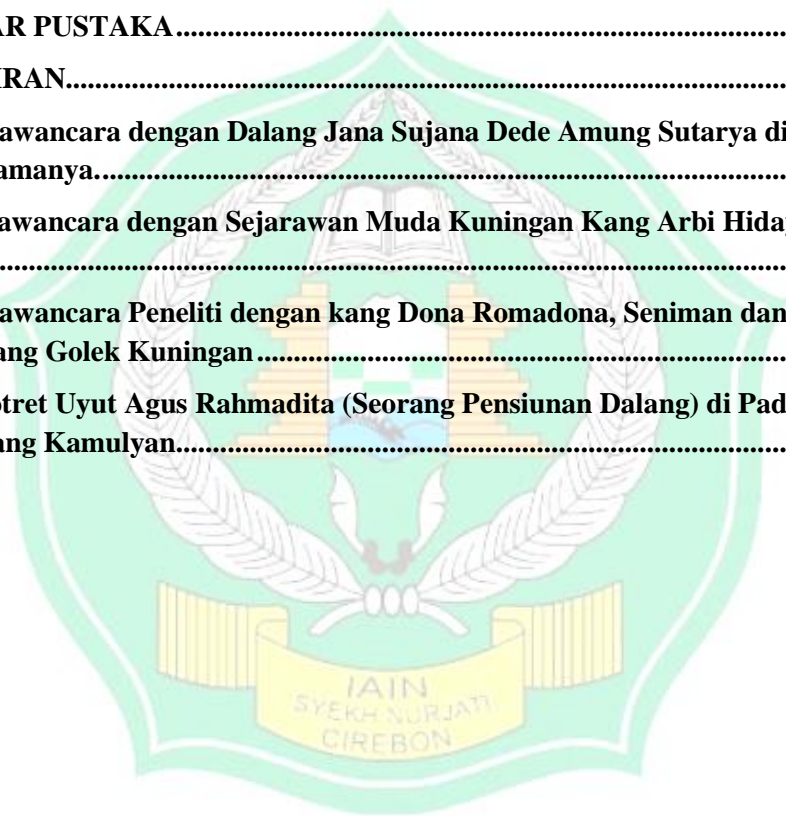 AR PUSTAKA.....................................................................................
IRAN....................................................................................................
awancara dengan Dalang Jana Sujana Dede Amung Sutarya di
amanya...............................................................................................
awancara dengan Sejarawan Muda Kuningan Kang Arbi Hiday
............................................................................................................
awancara Peneliti dengan kang Dona Romadona, Seniman dan
ang Golek Kuningan..........................................................................
otret Uyut Agus Rahmadita (Seorang Pensiunan Dalang) di Pad
ang Kamulyan....................................................................................
IAIN
SYEKH NURJATI
CIREBON